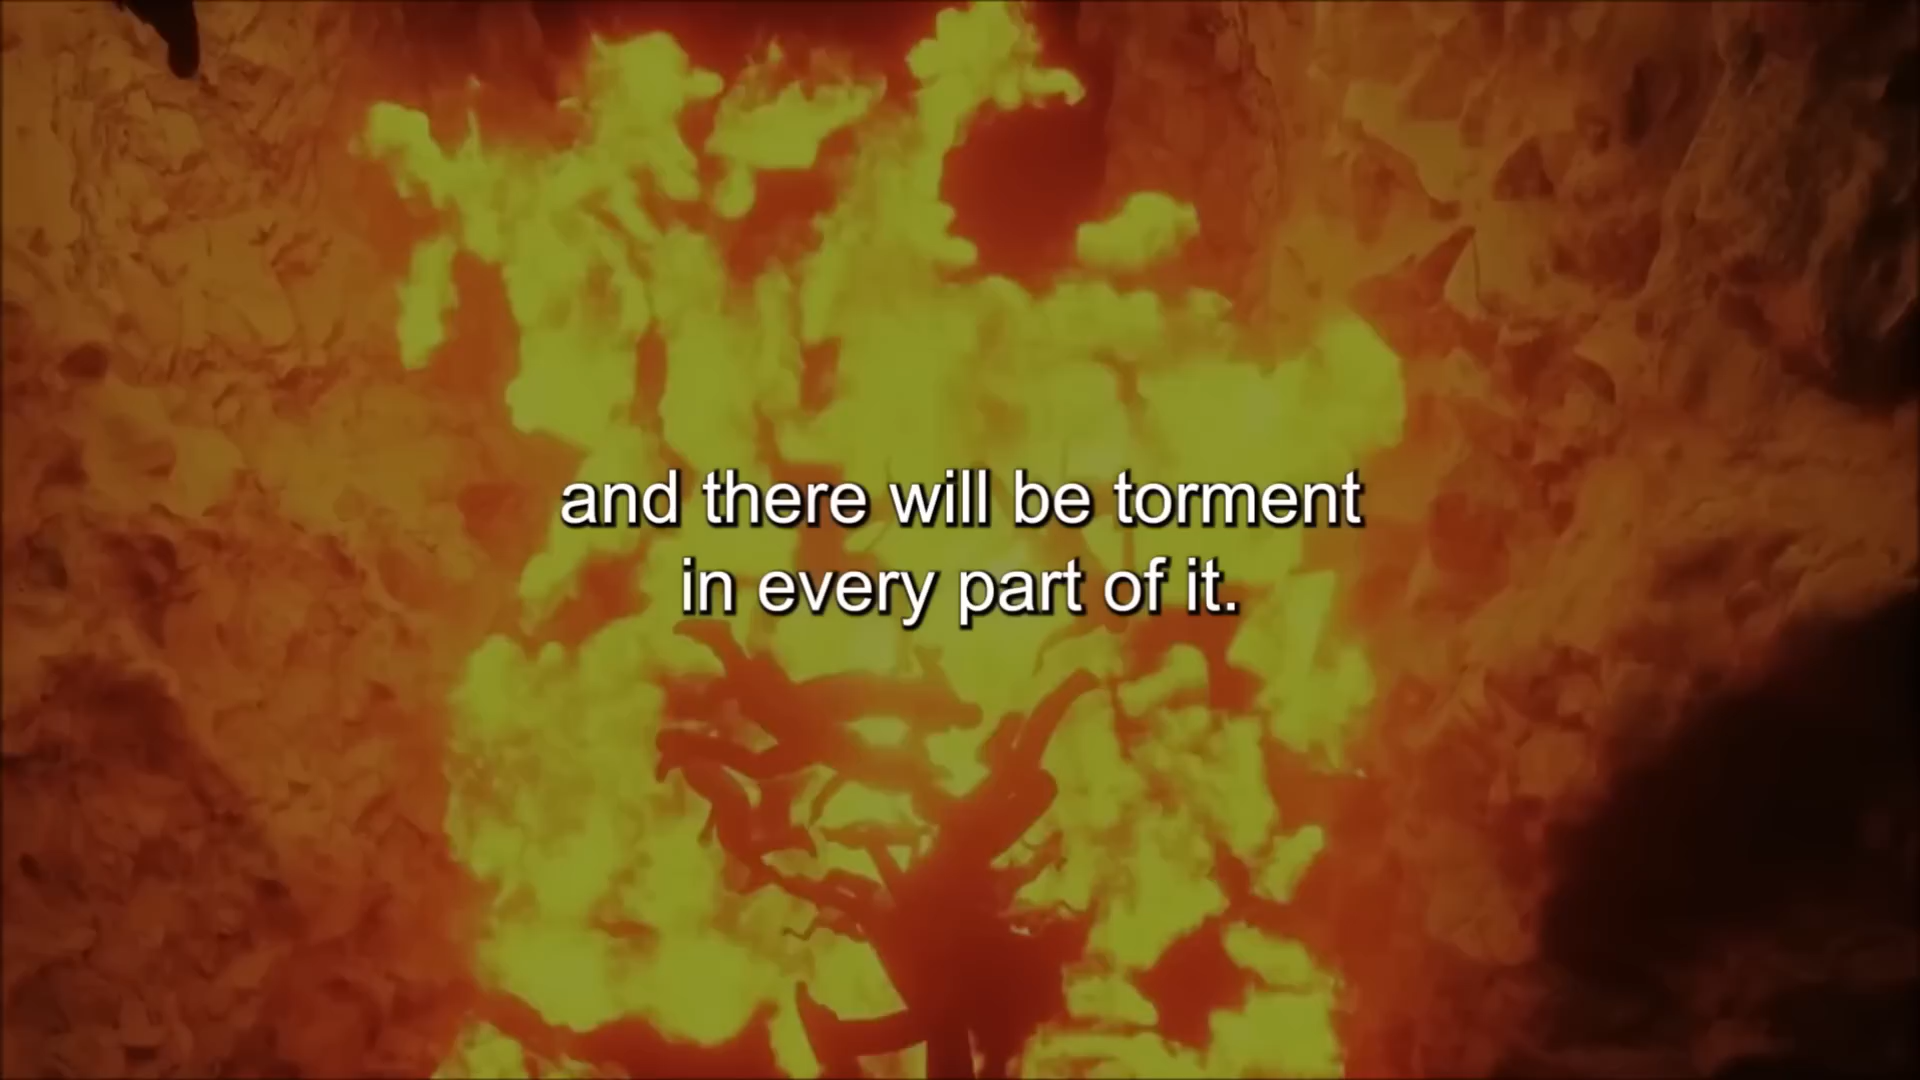 and there will be torment
in every part of it.